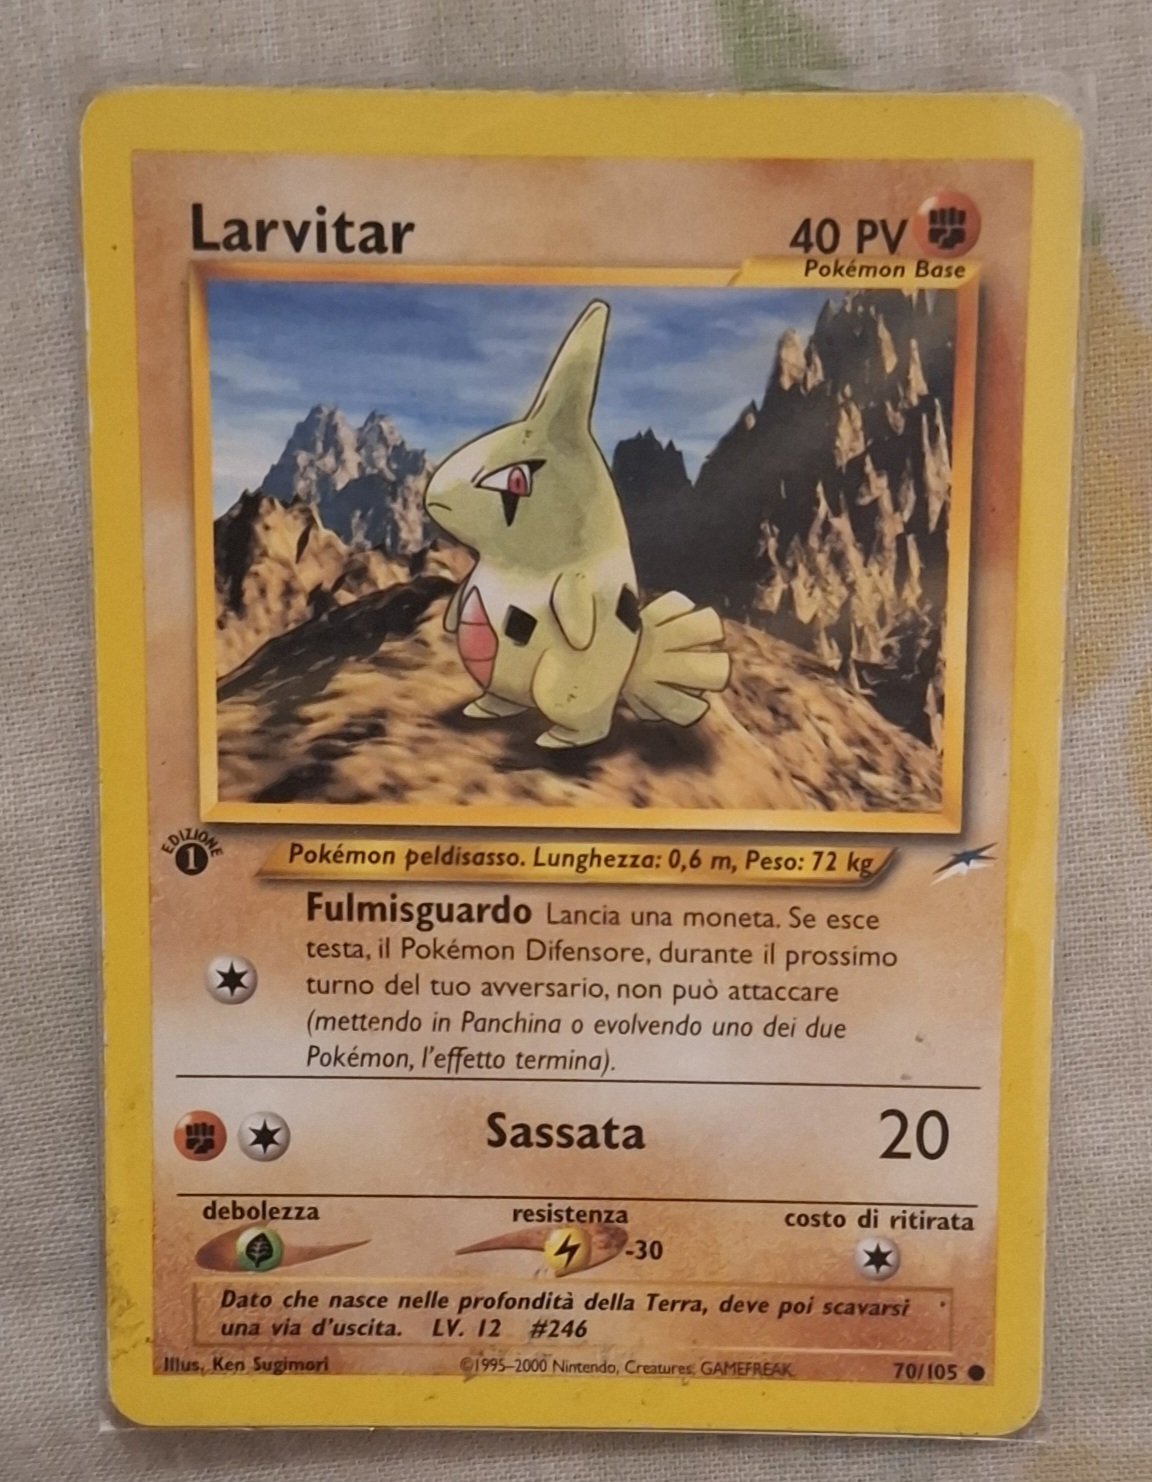 Larvitar
40 PV
Pokémon Base
EDIZIONE
1
Pokémon peldisasso. Lunghezza: 0,6 m, Peso: 72 kg
Fulmisguardo Lancia una moneta. Se esce
testa, il Pokémon Difensore, durante il prossimo
turno del tuo avversario, non può attaccare
(mettendo in Panchina o evolvendo uno dei due
Pokémon, l'effetto termina).
Sassata 20
debolezza
resistenza
costo di ritirata
-30
Dato che nasce nelle profondità della Terra, deve poi scavarsi
una via d'uscita. LV. 12 #246
Illus. Ken Sugimori ©1995–2000 Nintendo, Creatures, GAMEFREAK 70/105